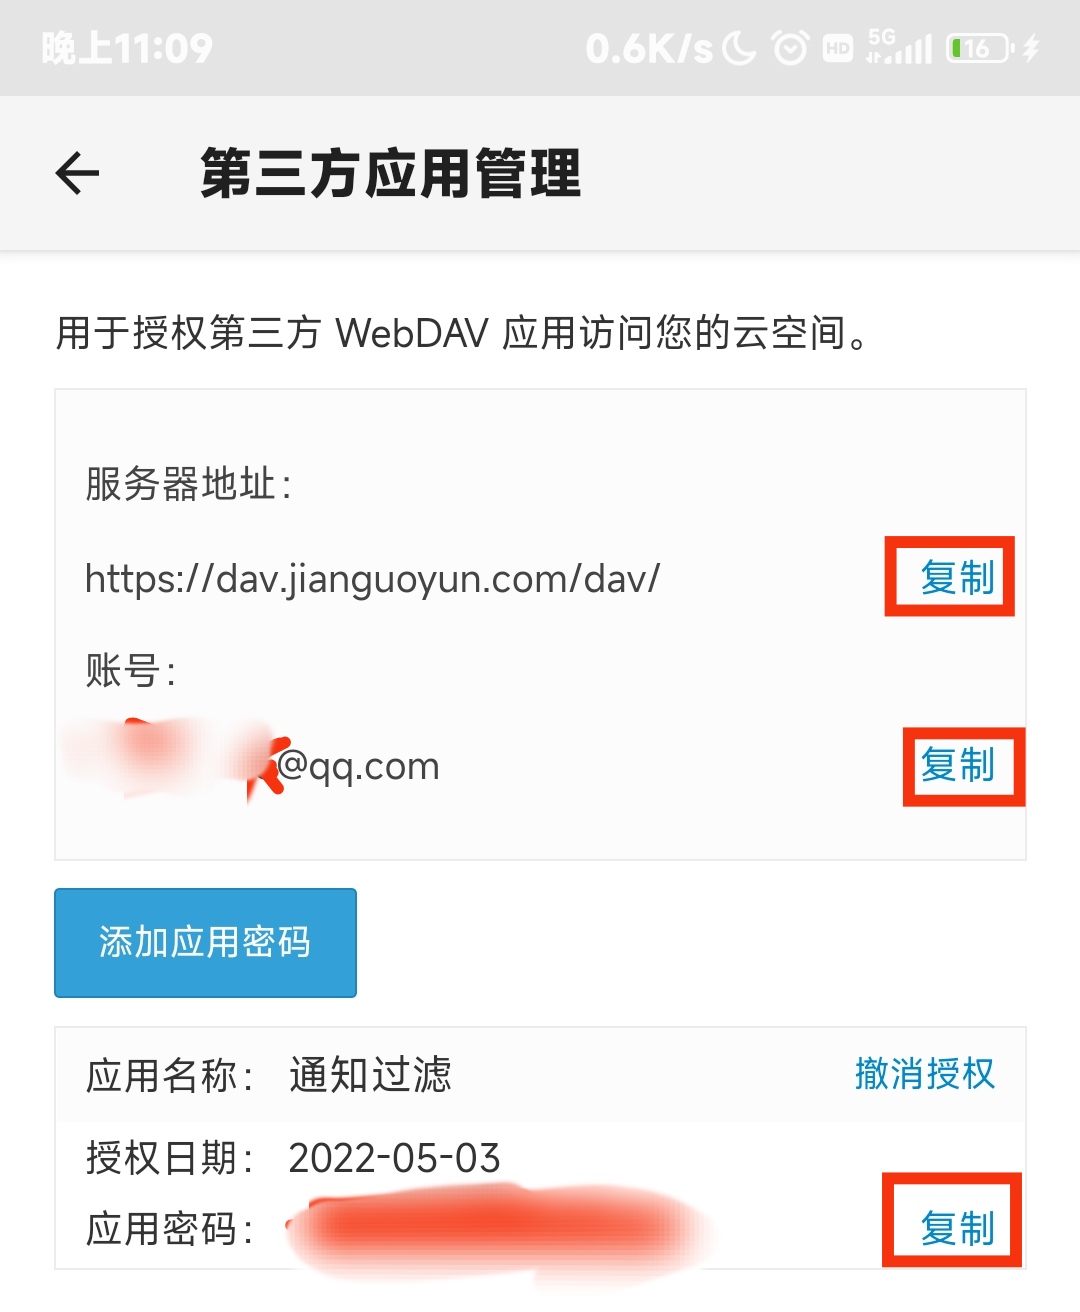 晚上11:09
0.6K/s HD 5G 16
第三方应用管理
用于授权第三方 WebDAV 应用访问您的云空间。
服务器地址：
https://dav.jianguoyun.com/dav/ 复制
账号：
@qq.com 复制
添加应用密码
应用名称： 通知过滤 撤消授权
授权日期： 2022-05-03
应用密码： 复制